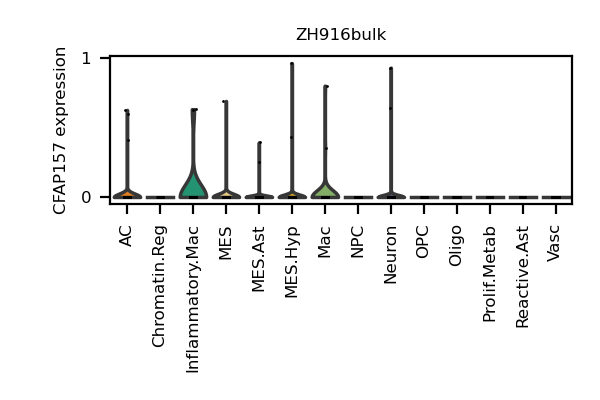 ZH916bulk
CFAP157 expression
1
0
AC
Chromatin.Reg
Inflammatory.Mac
MES
MES.Ast
MES.Hyp
Mac
NPC
Neuron
OPC
Oligo
Prolif.Metab
Reactive.Ast
Vasc